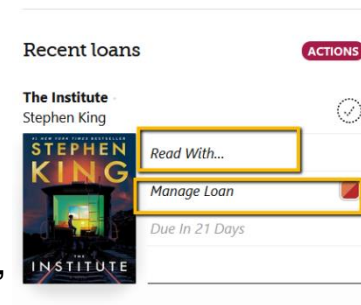 Recent loans
ACTIONS
The Institute
Stephen King
#1 NEW YORK TIMES BESTSELLER
STEPHEN
KING
Read With...
Manage Loan
Due In 21 Days
THE
INSTITUTE
,